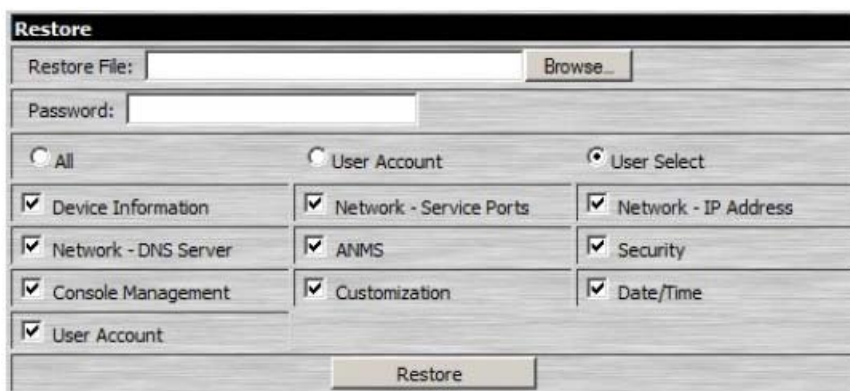 Restore
Restore File: Browse...
Password:
All User Account User Select
Device Information Network - Service Ports Network - IP Address
Network - DNS Server ANMS Security
Console Management Customization Date/Time
User Account
Restore